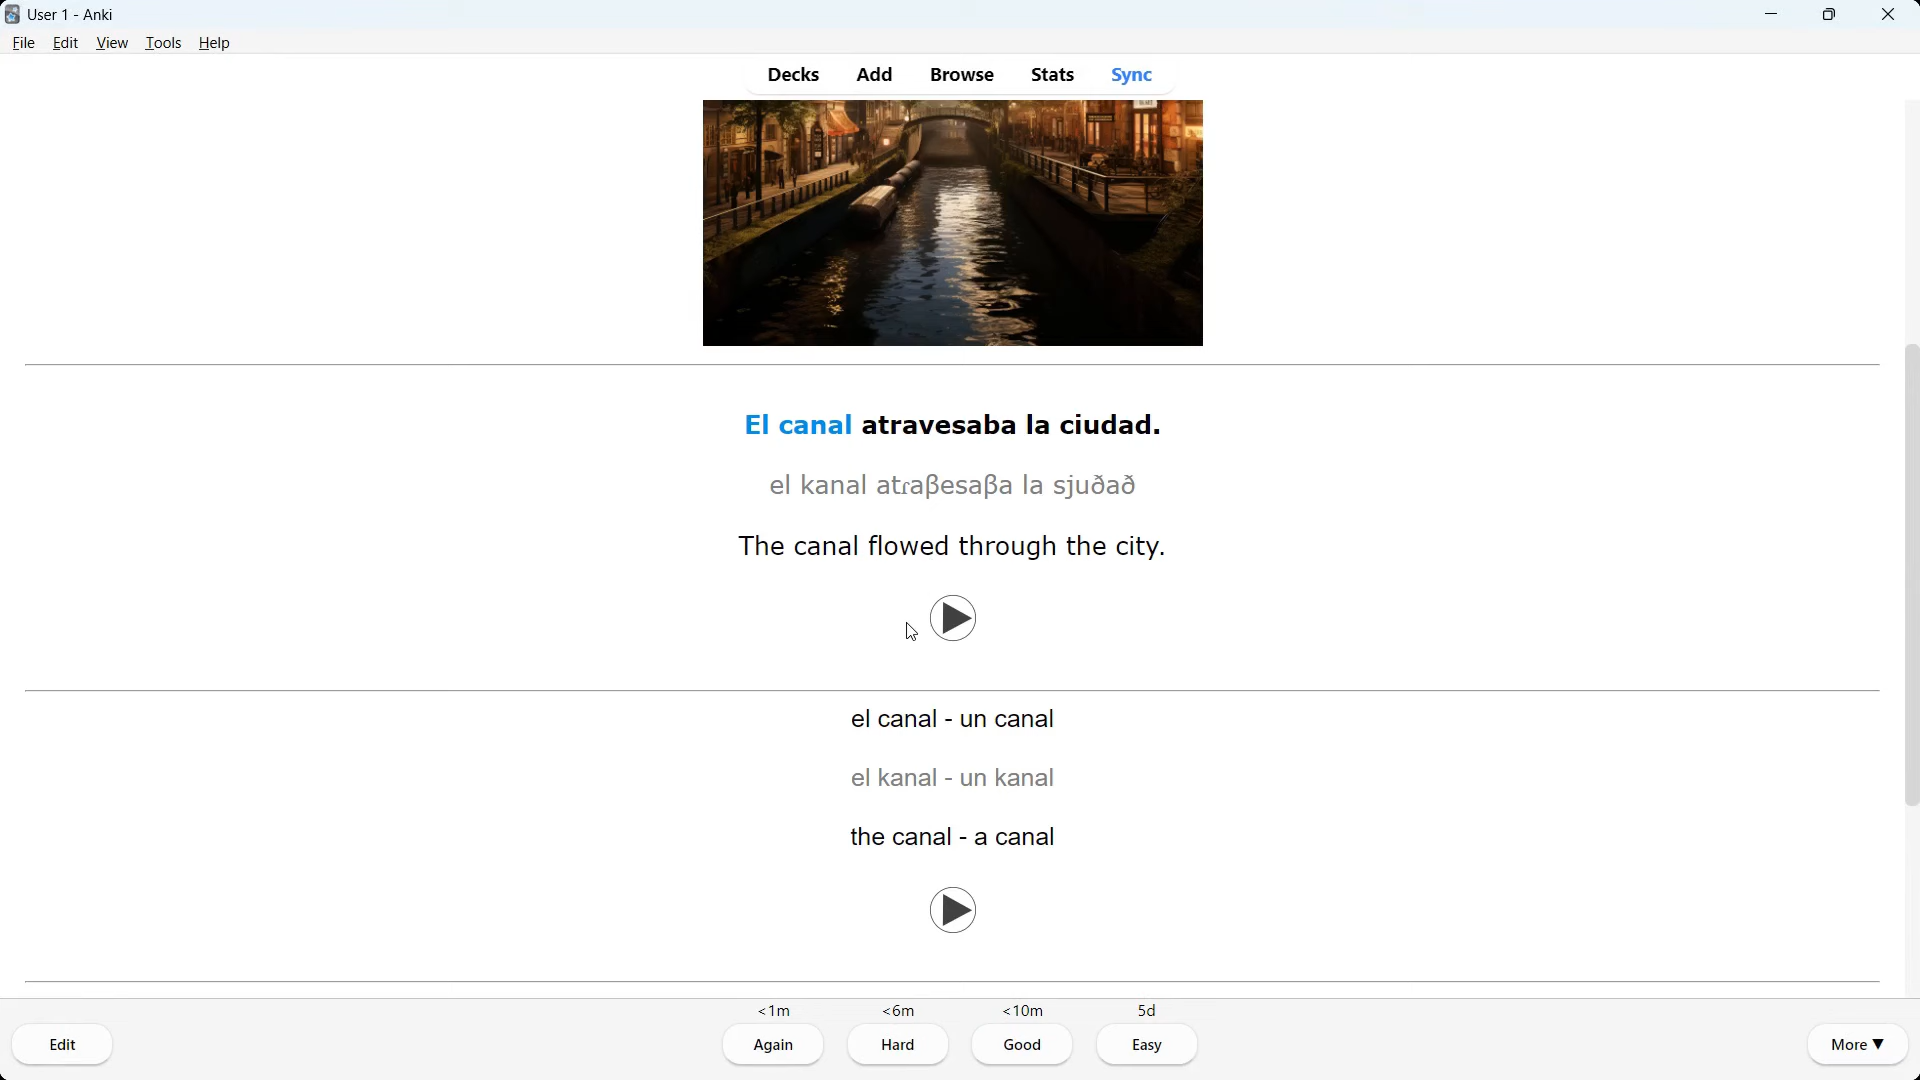 User 1 - Anki
File Edit View Tools Help
Decks Add Browse Stats Sync
El canal atravesaba la ciudad.
el kanal atɾaβesaβa la sjuðað
The canal flowed through the city.
el canal - un canal
el kanal - un kanal
the canal - a canal
<1m <6m <10m 5d
Edit Again Hard Good Easy More ▼